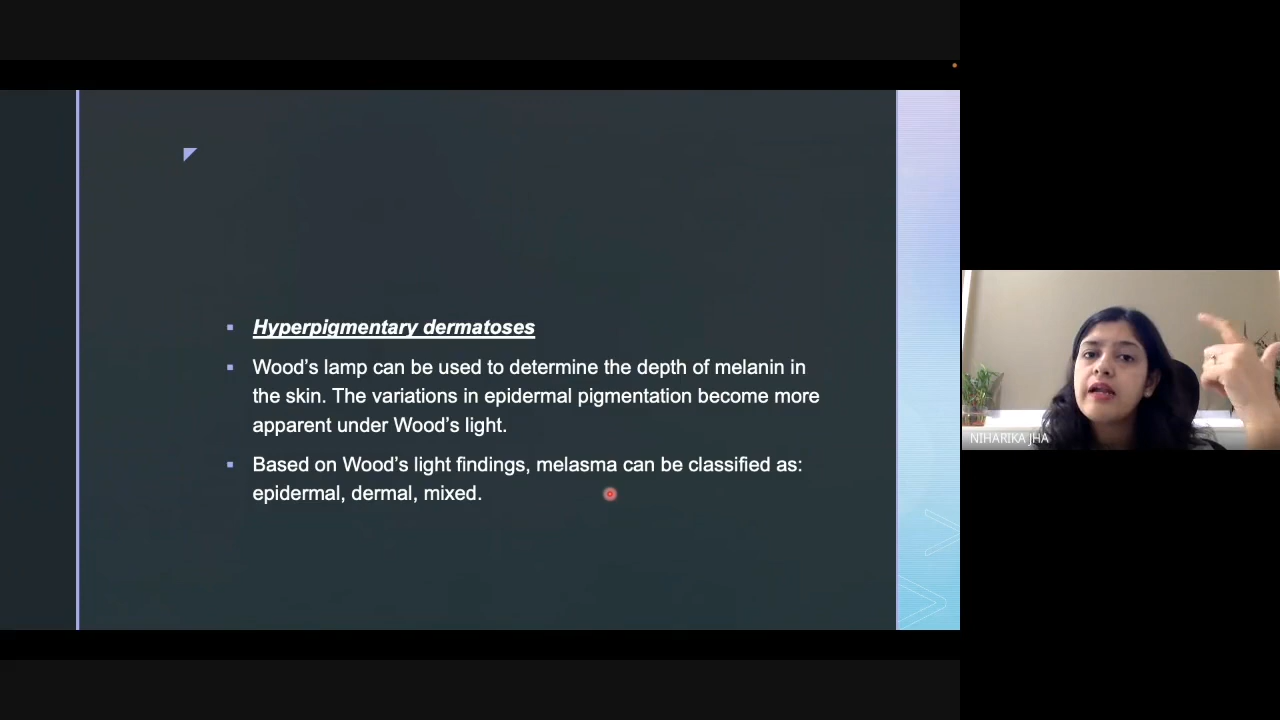 Hyperpigmentary dermatoses
Wood’s lamp can be used to determine the depth of melanin in
the skin. The variations in epidermal pigmentation become more
apparent under Wood’s light.
Based on Wood’s light findings, melasma can be classified as:
epidermal, dermal, mixed.
NIHARIKA JHA